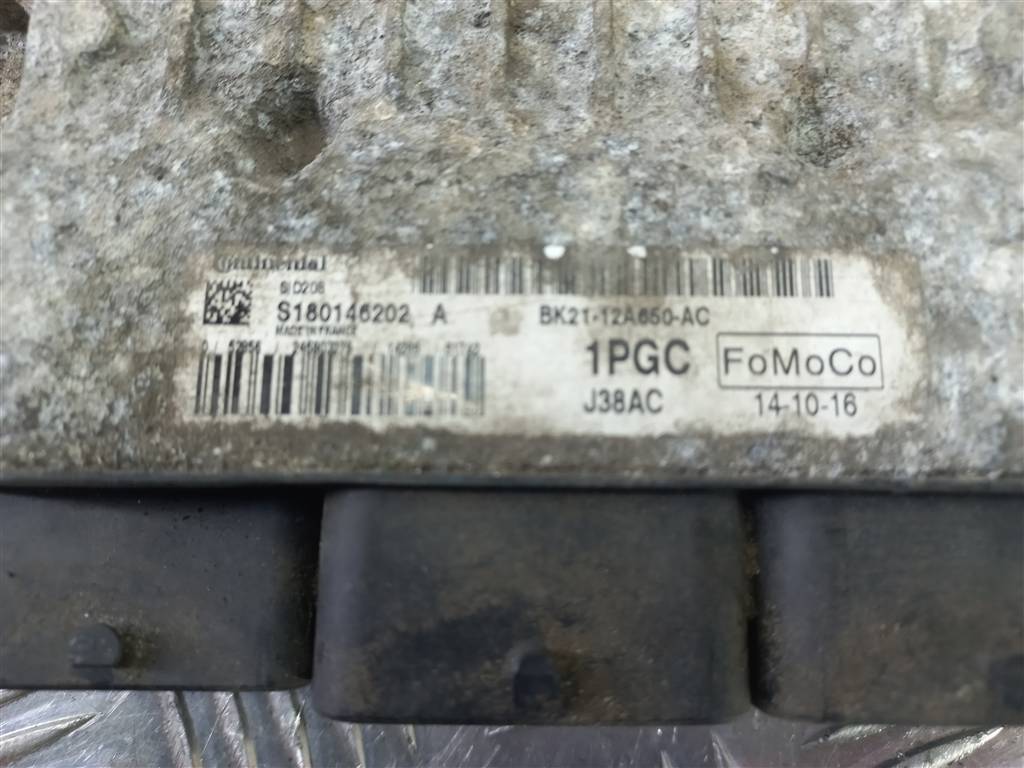 Continental
SID208
S180146202 A
BK21-12A650-AC
MADE IN FRANCE
1PGC
FoMoCo
J38AC
14-10-16